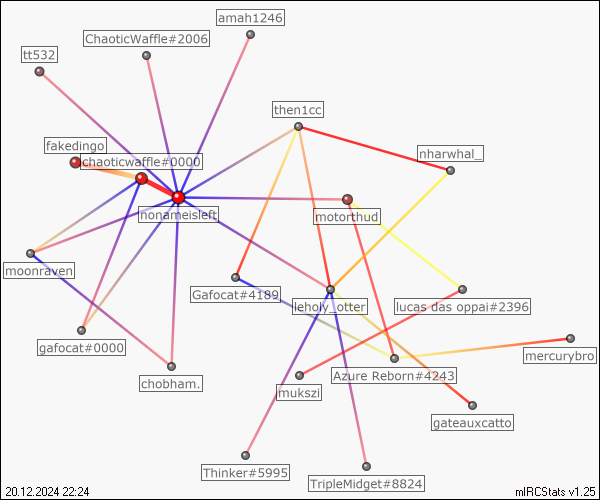 amah1246
ChaoticWaffle#2006
tt532
then1cc
fakedingo
nharwhal_
chaoticwaffle#0000
nonameisleft
motorthud
moonraven
Gafocat#4189
leholy_otter
lucas das oppai#2396
gafocat#0000
mercurybro
chobham.
Azure Reborn#4243
mukszi
gateauxcatto
Thinker#5995
TripleMidget#8824
20.12.2024 22:24
mIRCStats v1.25